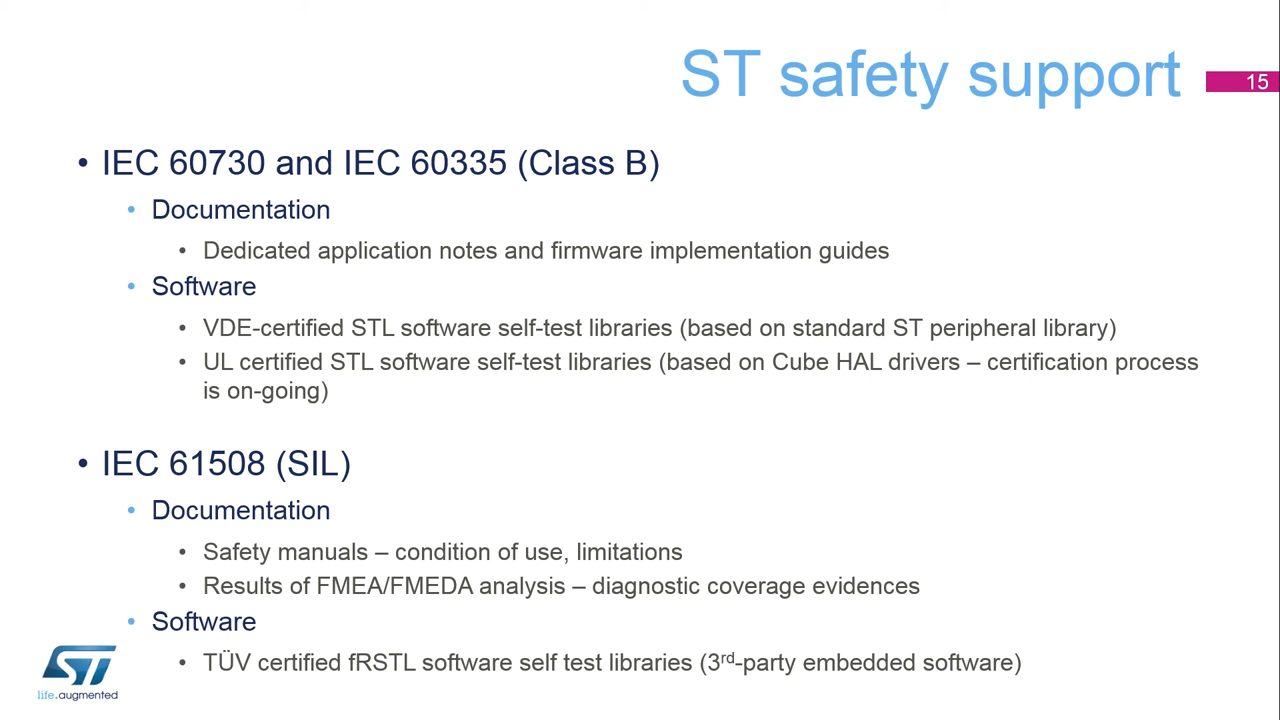 ST safety support
15
• IEC 60730 and IEC 60335 (Class B)
• Documentation
• Dedicated application notes and firmware implementation guides
• Software
• VDE-certified STL software self-test libraries (based on standard ST peripheral library)
• UL certified STL software self-test libraries (based on Cube HAL drivers – certification process
is on-going)
• IEC 61508 (SIL)
• Documentation
• Safety manuals – condition of use, limitations
• Results of FMEA/FMEDA analysis – diagnostic coverage evidences
• Software
• TÜV certified fRSTL software self test libraries (3rd-party embedded software)
ST
life.augmented